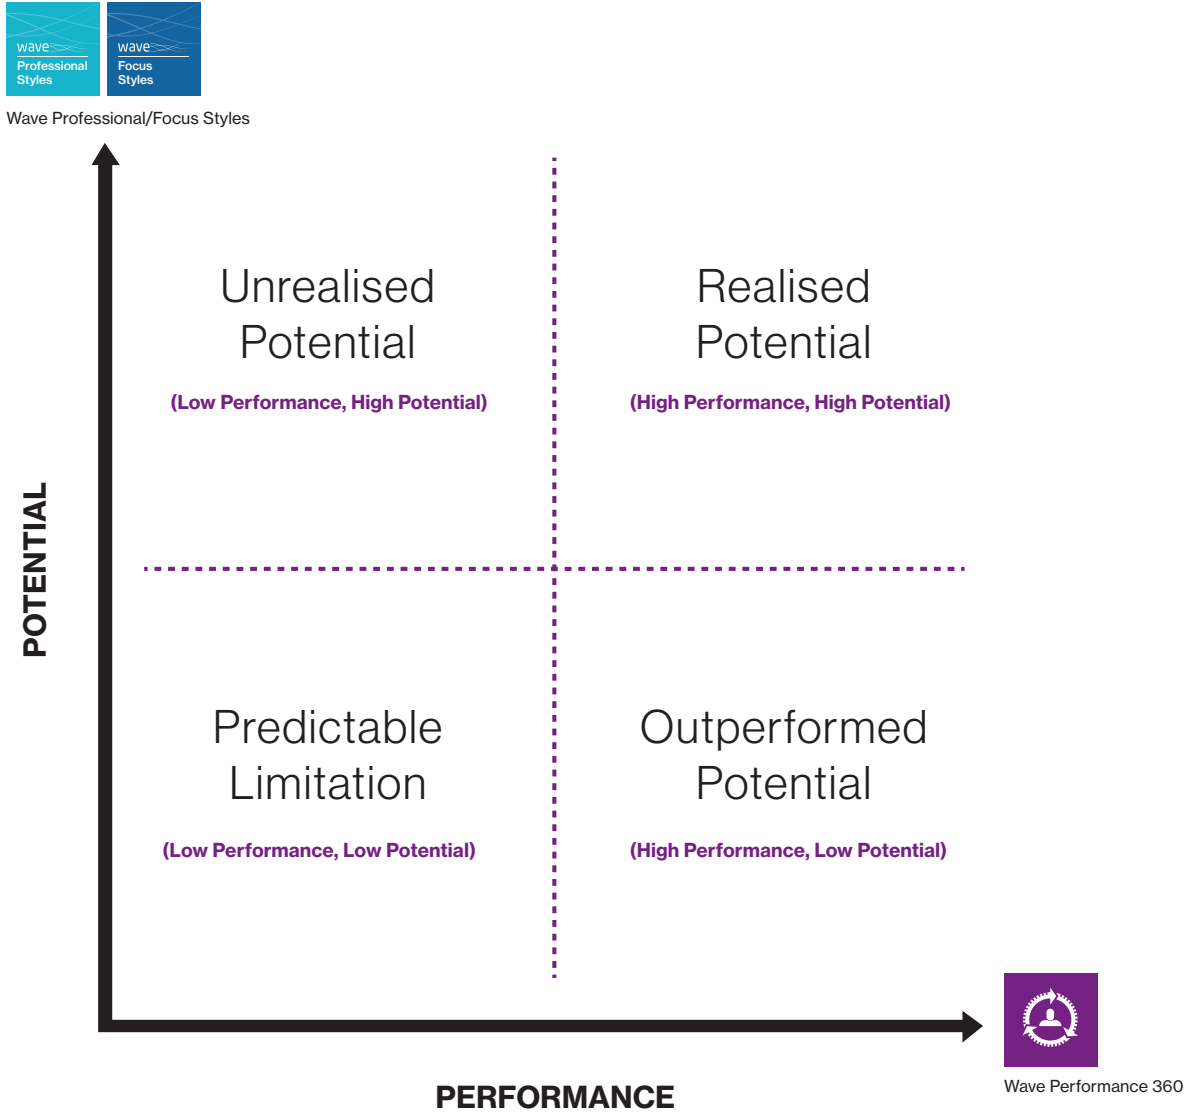 wave
Professional
Styles
wave
Focus
Styles
Wave Professional/Focus Styles
Unrealised
Potential
(Low Performance, High Potential)
Realised
Potential
(High Performance, High Potential)
POTENTIAL
Predictable
Limitation
(Low Performance, Low Potential)
Outperformed
Potential
(High Performance, Low Potential)
PERFORMANCE
Wave Performance 360